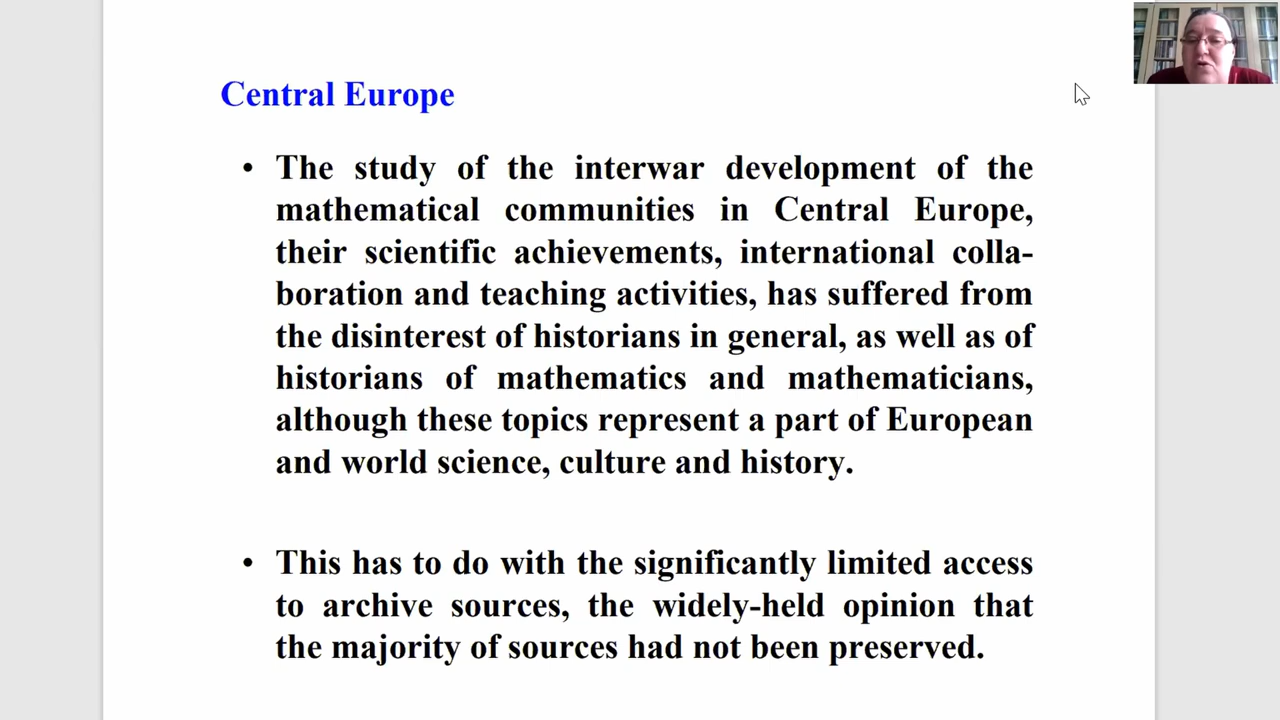 Central Europe
• The study of the interwar development of the
mathematical communities in Central Europe,
their scientific achievements, international colla-
boration and teaching activities, has suffered from
the disinterest of historians in general, as well as of
historians of mathematics and mathematicians,
although these topics represent a part of European
and world science, culture and history.
• This has to do with the significantly limited access
to archive sources, the widely-held opinion that
the majority of sources had not been preserved.